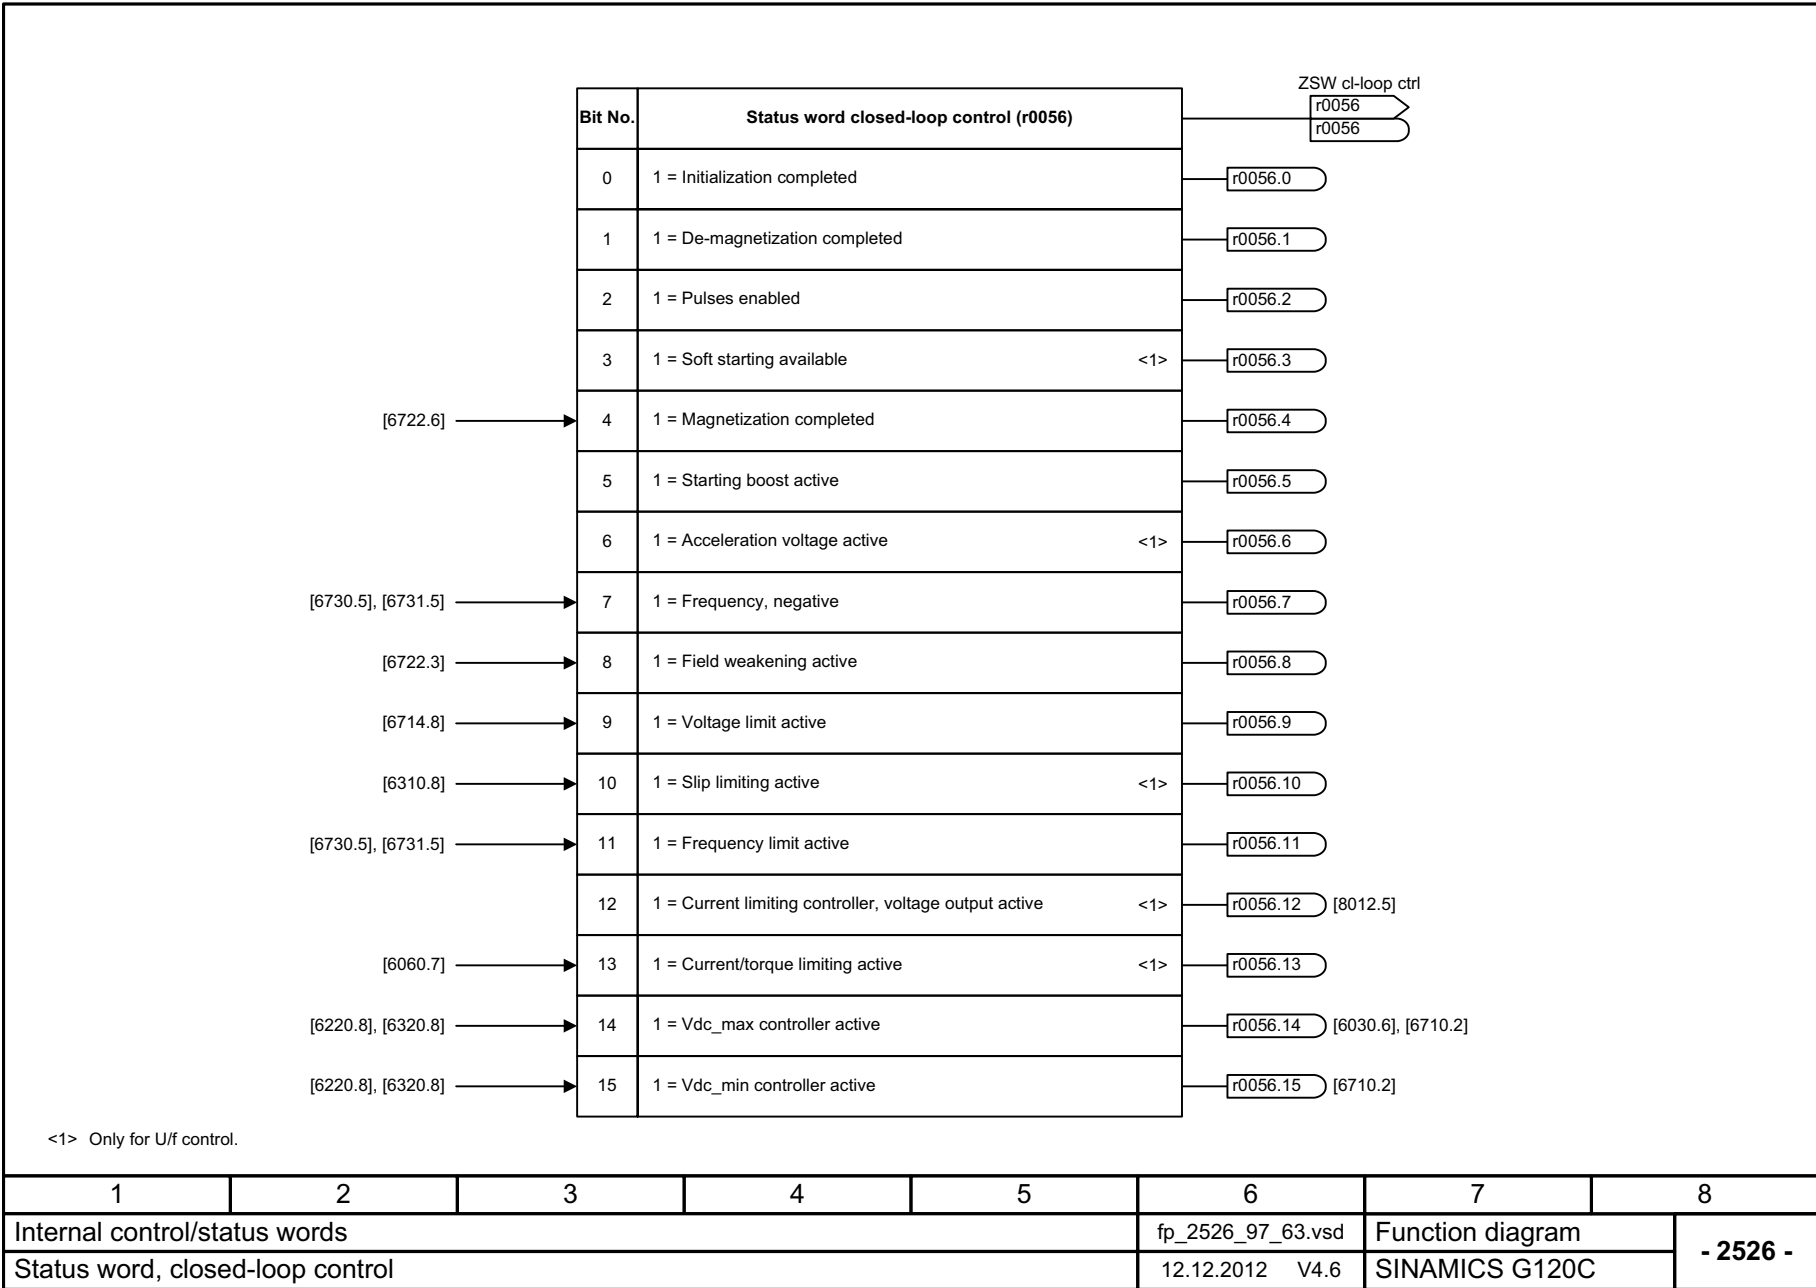 ZSW cl-loop ctrl
Bit No. Status word closed-loop control (r0056) r0056
r0056
0 1 = Initialization completed r0056.0
1 1 = De-magnetization completed r0056.1
2 1 = Pulses enabled r0056.2
3 1 = Soft starting available <1> r0056.3
[6722.6] 4 1 = Magnetization completed r0056.4
5 1 = Starting boost active r0056.5
6 1 = Acceleration voltage active <1> r0056.6
[6730.5], [6731.5] 7 1 = Frequency, negative r0056.7
[6722.3] 8 1 = Field weakening active r0056.8
[6714.8] 9 1 = Voltage limit active r0056.9
[6310.8] 10 1 = Slip limiting active <1> r0056.10
[6730.5], [6731.5] 11 1 = Frequency limit active r0056.11
12 1 = Current limiting controller, voltage output active <1> r0056.12 [8012.5]
[6060.7] 13 1 = Current/torque limiting active <1> r0056.13
[6220.8], [6320.8] 14 1 = Vdc_max controller active r0056.14 [6030.6], [6710.2]
[6220.8], [6320.8] 15 1 = Vdc_min controller active r0056.15 [6710.2]
<1> Only for U/f control.
1 2 3 4 5 6 7 8
Internal control/status words fp_2526_97_63.vsd Function diagram
- 2526 -
Status word, closed-loop control 12.12.2012 V4.6 SINAMICS G120C